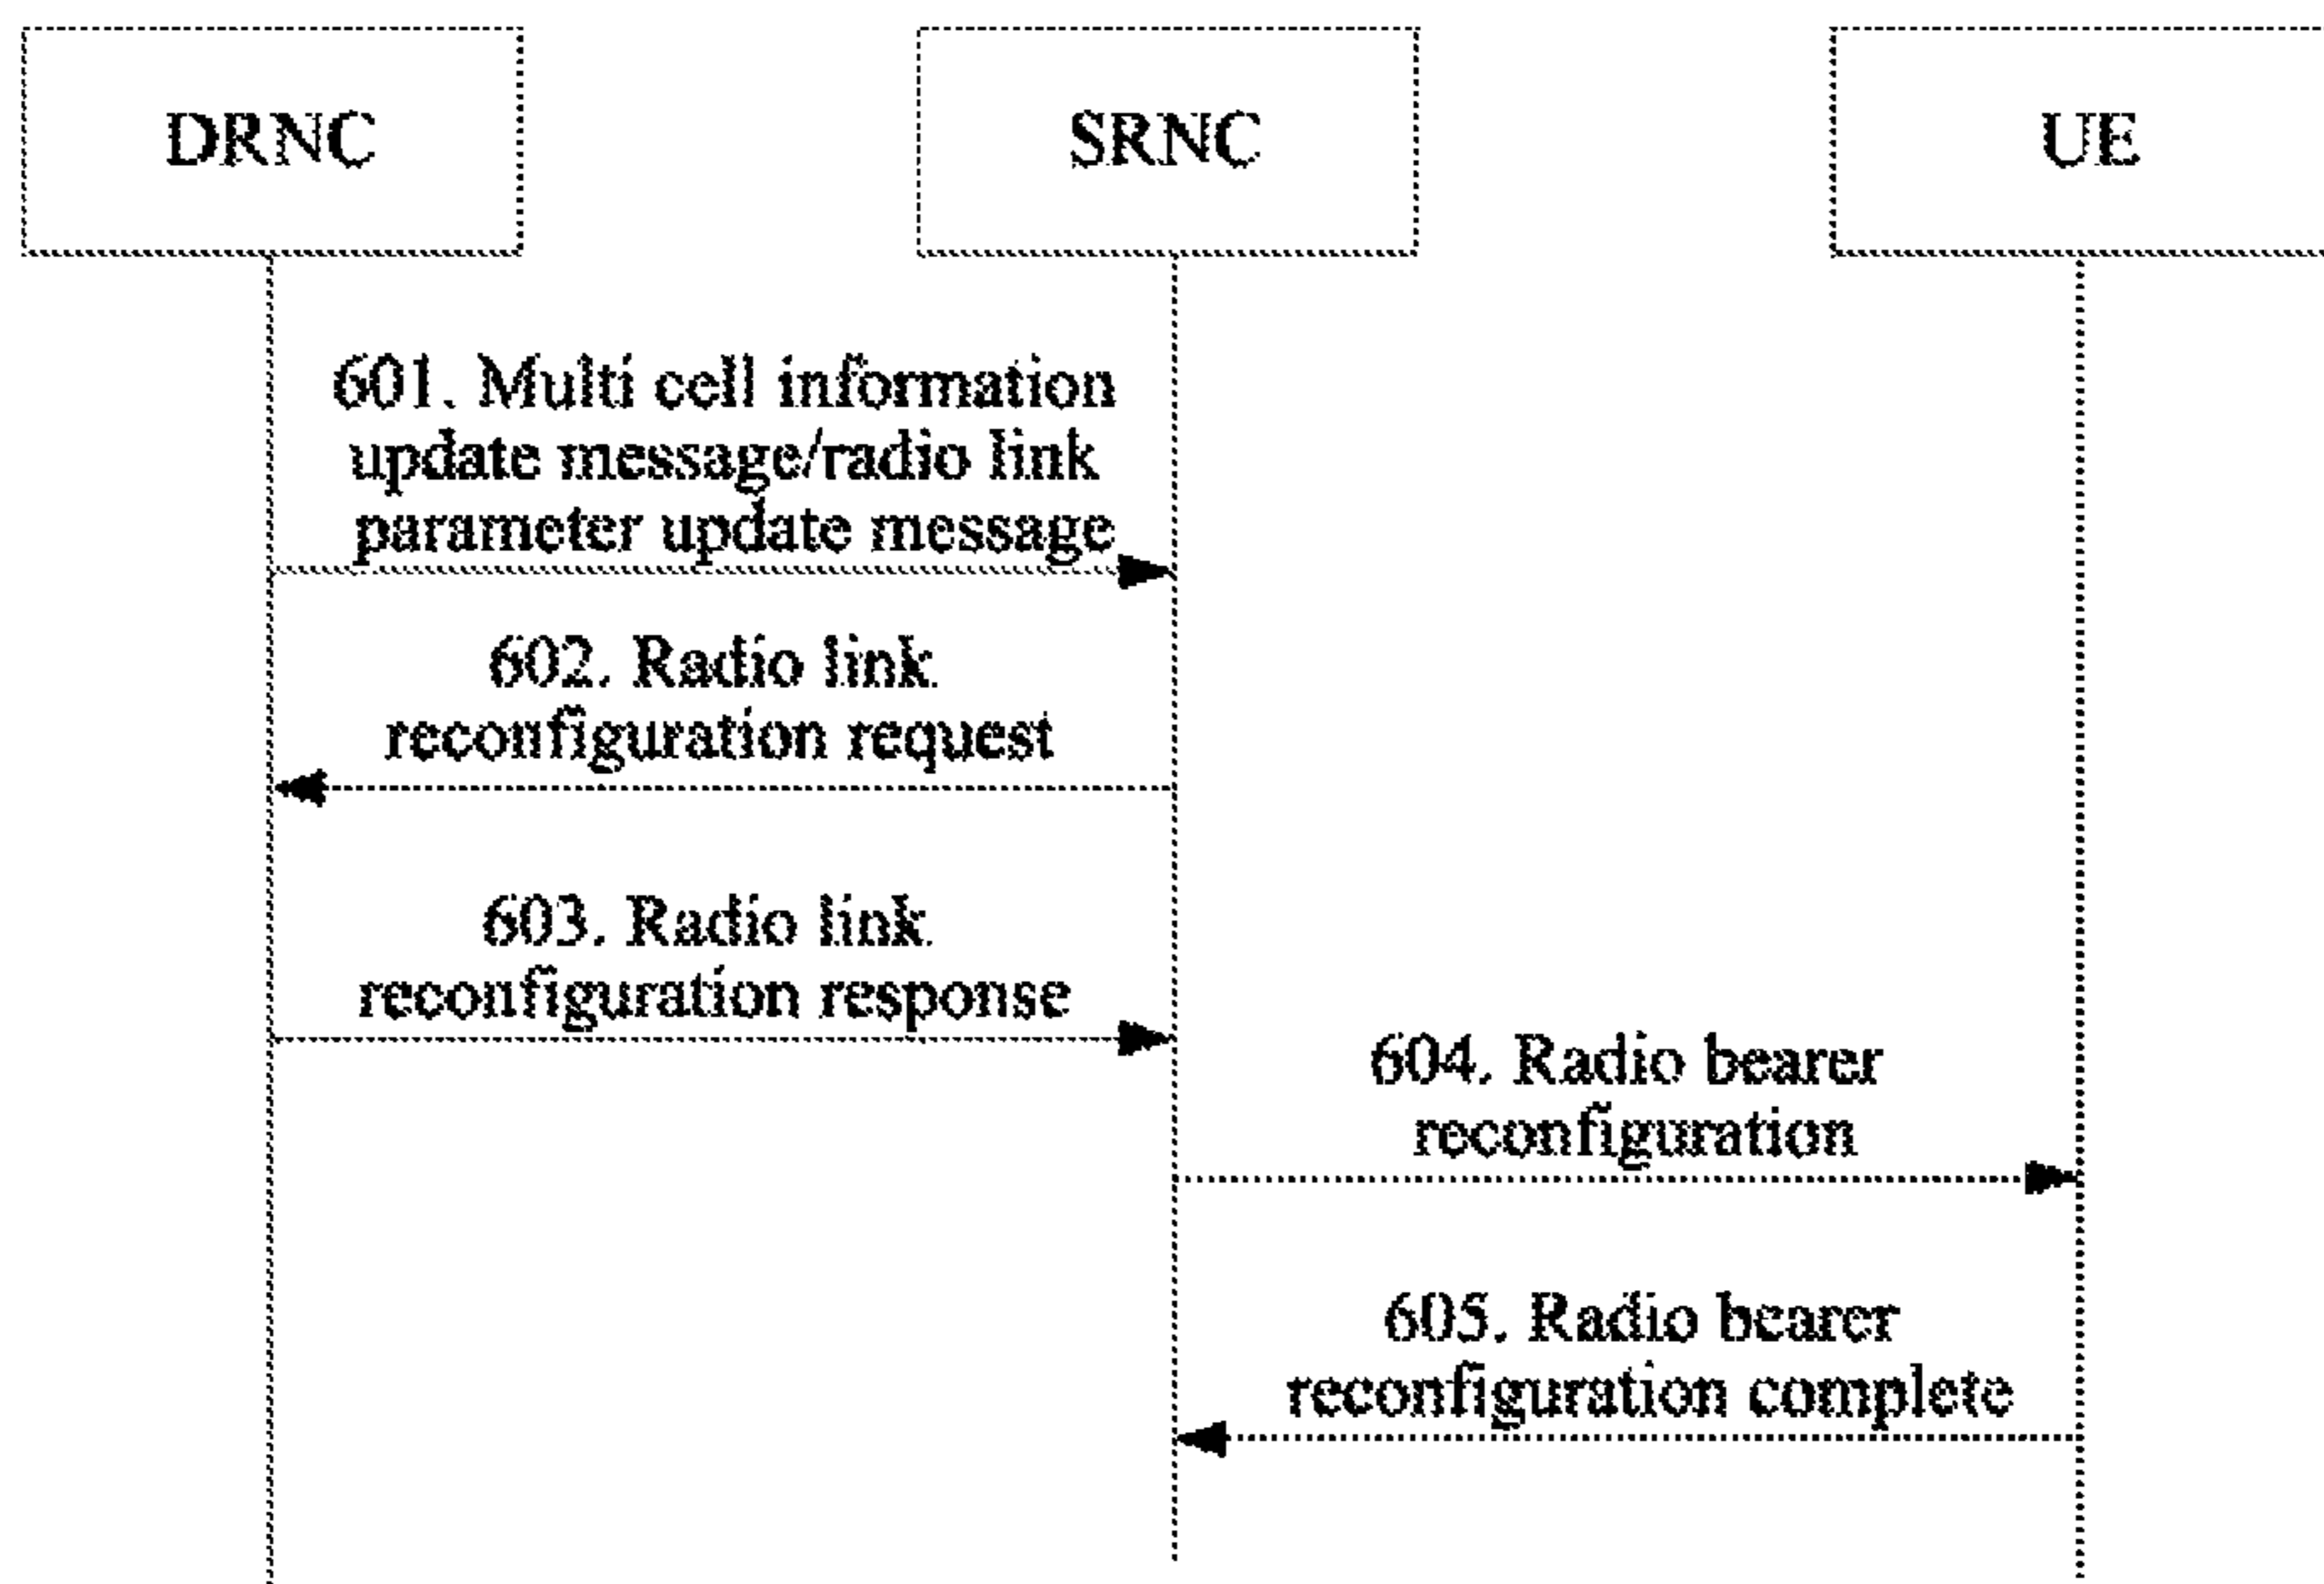 DRNC
SRNC
UE
601. Multi cell information
update message/radio link
parameter update message
602. Radio link
reconfiguration request
603. Radio link
reconfiguration response
604. Radio bearer
reconfiguration
605. Radio bearer
reconfiguration complete